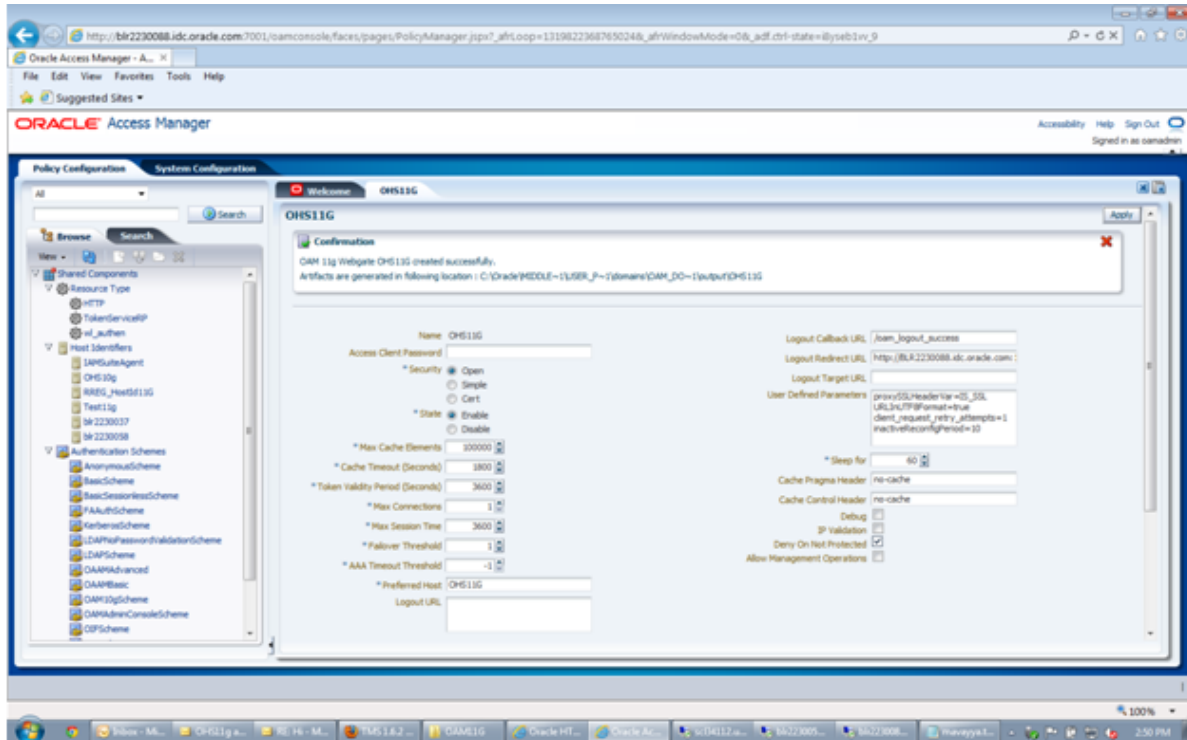 http://blr2230088.idc.oracle.com:7001/oamconsole/faces/pages/PolicyManager.jspx?_afrLoop=1319822368765024&_afrWindowMode=0&_adf.ctrl-state=
Oracle Access Manager - A...
File Edit View Favorites Tools Help
Suggested Sites
ORACLE Access Manager
Accessibility Help Sign Out
Signed in as oamadmin
Policy Configuration System Configuration
All
Search
Browse Search
View
Shared Components
Resource Type
HTTP
TokenServiceRP
wl_authen
Host Identifiers
IAMSuiteAgent
OHS10g
RREG_HostId11G
Test11g
blr2230037
blr2230058
Authentication Schemes
AnonymousScheme
BasicScheme
BasicSessionlessScheme
FAAuthScheme
KerberosScheme
LDAPNoPasswordValidationScheme
LDAPScheme
OAAMAdvanced
OAAMBasic
OAM10gScheme
OAMAdminConsoleScheme
OIFScheme
Welcome OHS11G
OHS11G
Apply
Confirmation
OAM 11g Webgate OHS11G created successfully.
Artifacts are generated in following location : C:\Oracle\MIDDLE~1\USER_P~1\domains\OAM_DO~1\output\OHS11G
Name OHS11G
Access Client Password
* Security Open
Simple
Cert
* State Enable
Disable
* Max Cache Elements 100000
* Cache Timeout (Seconds) 1800
* Token Validity Period (Seconds) 3600
* Max Connections 1
* Max Session Time 3600
* Failover Threshold 1
* AAA Timeout Threshold -1
* Preferred Host OHS11G
Logout URL
Logout Callback URL /oam_logout_success
Logout Redirect URL http://BLR2230088.idc.oracle.com:
Logout Target URL
User Defined Parameters proxySSLHeaderVar=IS_SSL
URLInUTF8Format=true
client_request_retry_attempts=1
inactiveReconfigPeriod=10
* Sleep for 60
Cache Pragma Header no-cache
Cache Control Header no-cache
Debug
IP Validation
Deny On Not Protected
Allow Management Operations
100%
Inbox - Mi... OHS11g a... RE: Hi - M... TMS 1.6.2 ... OAM11G Oracle HT... Oracle Ac... scl04112.u... blr223005... blr223008... mavayya.t...
2:50 PM